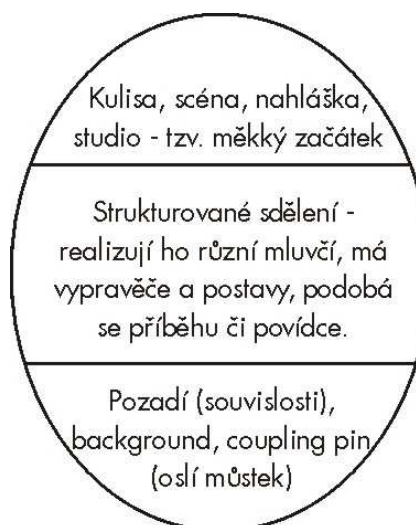 Kulisa, scéna, nahláška,
studio - tzv. měkký začátek
Strukturované sdělení -
realizují ho různí mluvčí, má
vypravěče a postavy, podobá
se příběhu či povídce.
Pozadí (souvislosti),
background, coupling pin
(oslí můstek)